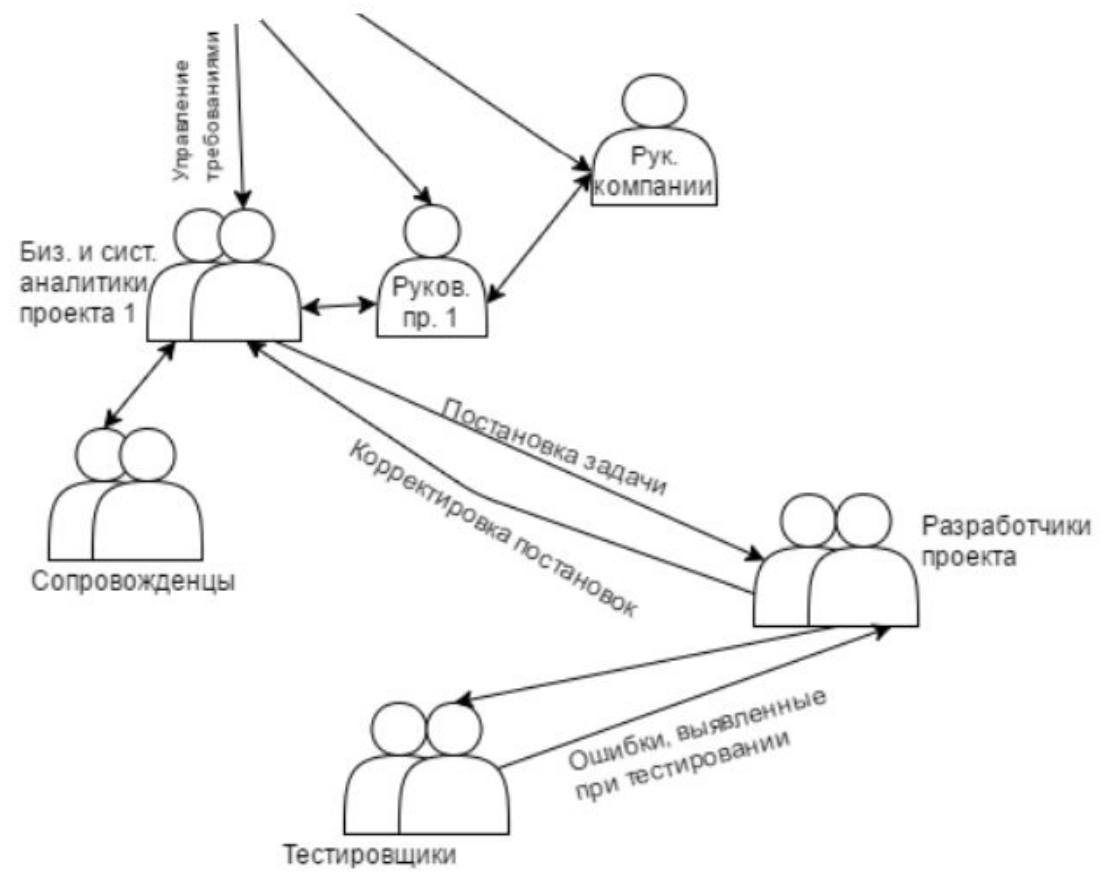 Управление
требованиями
Рук.
компании
Биз. и сист.
аналитики
проекта 1
Руков.
пр. 1
Постановка задачи
Корректировка постановок
Разработчики
проекта
Сопровожденцы
Ошибки, выявленные
при тестировании
Тестировщики